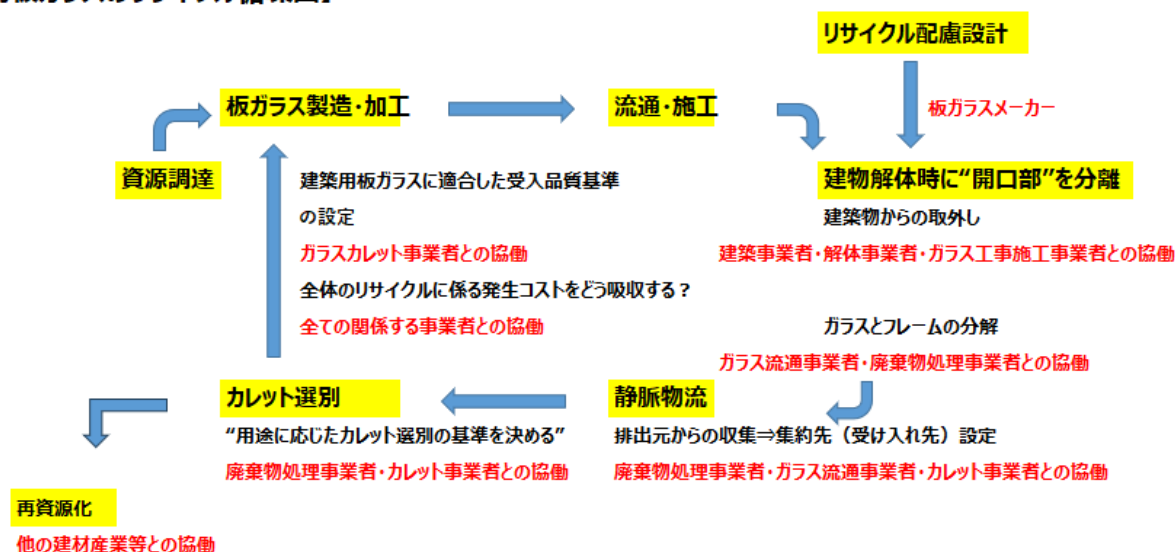 リサイクル配慮設計
板ガラス製造・加工
流通・施工
板ガラスメーカー
資源調達
建築用板ガラスに適合した受入品質基準
の設定
ガラスカレット事業者との協働
全体のリサイクルに係る発生コストをどう吸収する？
全ての関係する事業者との協働
建物解体時に“開口部”を分離
建築物からの取外し
建築事業者・解体事業者・ガラス工事施工事業者との協働
ガラスとフレームの分解
ガラス流通事業者・廃棄物処理事業者との協働
カレット選別
“用途に応じたカレット選別の基準を決める”
廃棄物処理事業者・カレット事業者との協働
静脈物流
排出元からの収集⇒集約先（受け入れ先）設定
廃棄物処理事業者・ガラス流通事業者・カレット事業者との協働
再資源化
他の建材産業等との協働